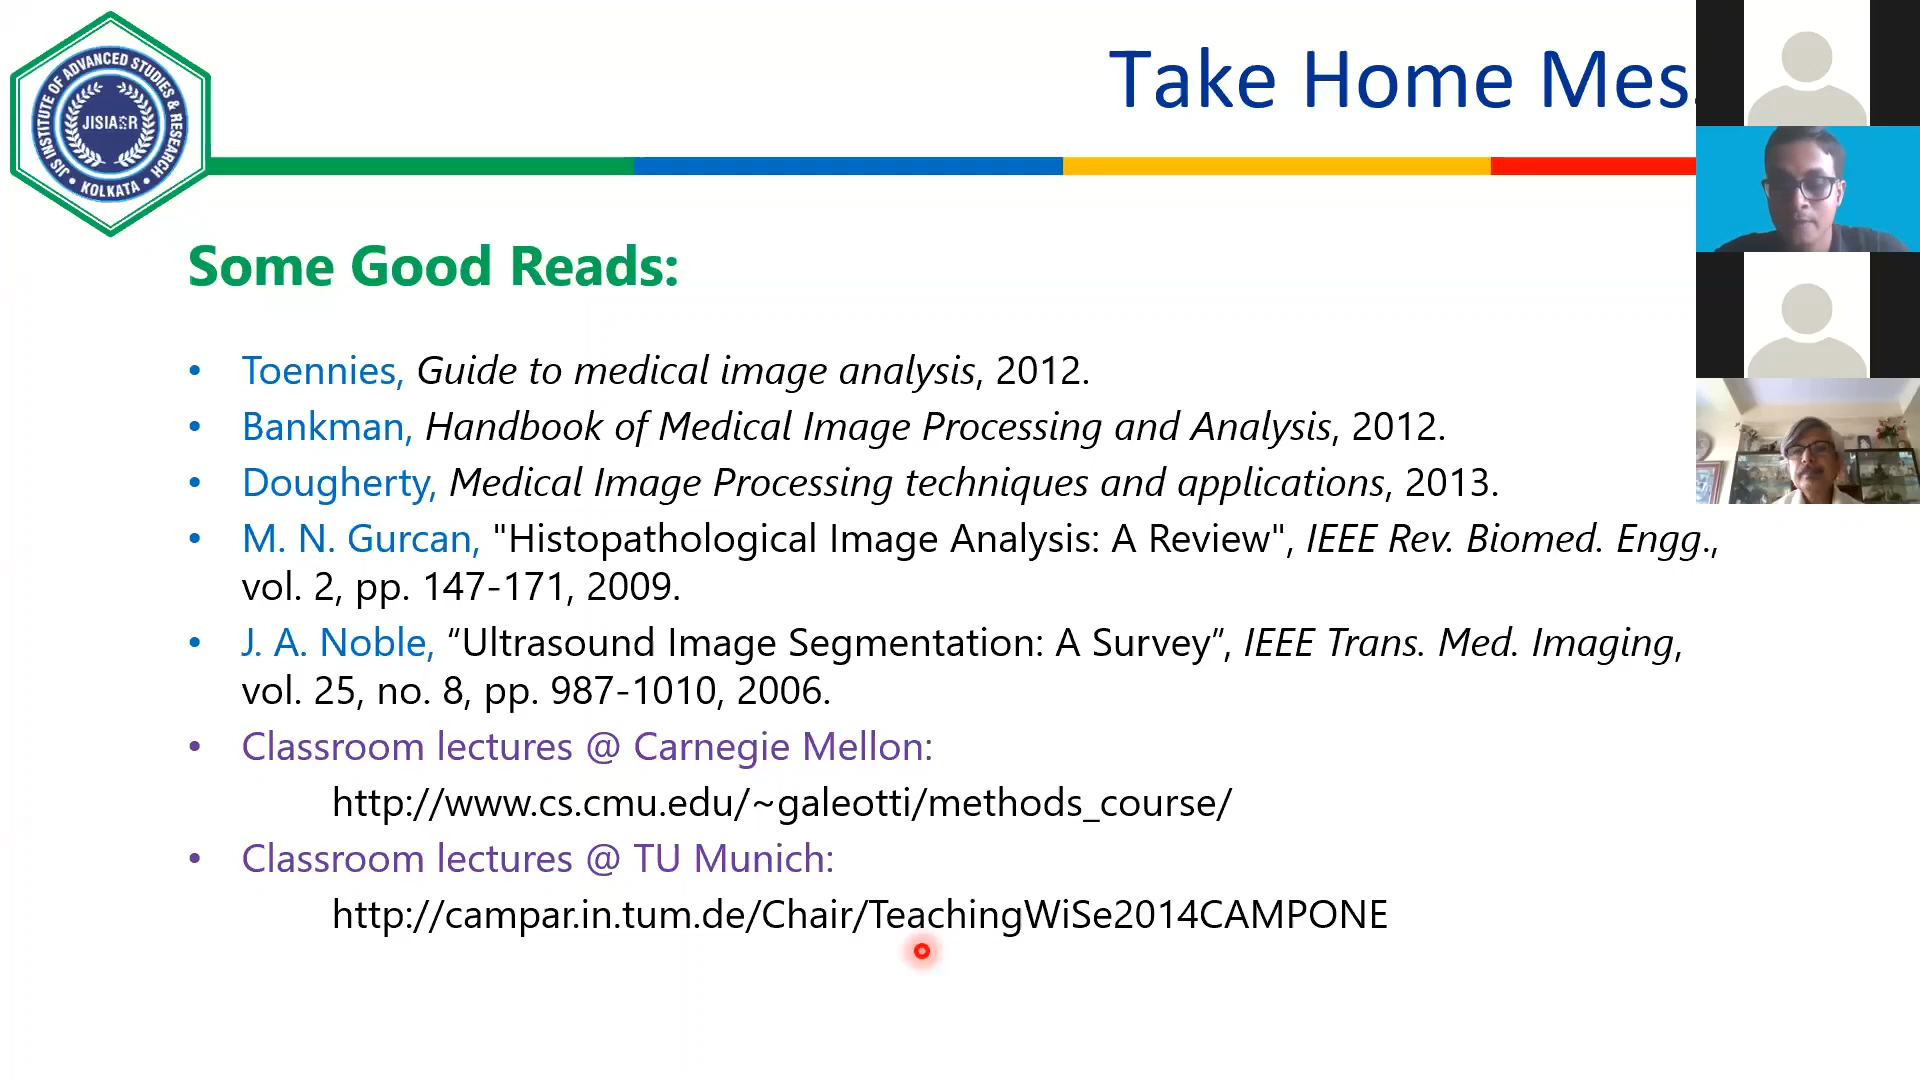 JIS INSTITUTE OF ADVANCED STUDIES & RESEARCH
JISIASR
• KOLKATA •
Take Home Mes
Some Good Reads:
• Toennies, Guide to medical image analysis, 2012.
• Bankman, Handbook of Medical Image Processing and Analysis, 2012.
• Dougherty, Medical Image Processing techniques and applications, 2013.
• M. N. Gurcan, "Histopathological Image Analysis: A Review", IEEE Rev. Biomed. Engg.,
vol. 2, pp. 147-171, 2009.
• J. A. Noble, “Ultrasound Image Segmentation: A Survey”, IEEE Trans. Med. Imaging,
vol. 25, no. 8, pp. 987-1010, 2006.
• Classroom lectures @ Carnegie Mellon:
http://www.cs.cmu.edu/~galeotti/methods_course/
• Classroom lectures @ TU Munich:
http://campar.in.tum.de/Chair/TeachingWiSe2014CAMPONE